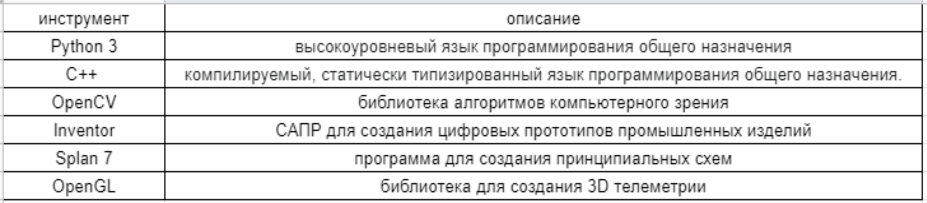 инструмент описание
Python 3 высокоуровневый язык программирования общего назначения
C++ компилируемый, статически типизированный язык программирования общего назначения.
OpenCV библиотека алгоритмов компьютерного зрения
Inventor САПР для создания цифровых прототипов промышленных изделий
Splan 7 программа для создания принципиальных схем
OpenGL библиотека для создания 3D телеметрии